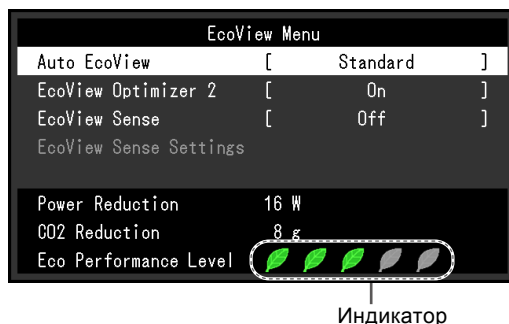 EcoView Menu
Auto EcoView [ Standard ]
EcoView Optimizer 2 [ On ]
EcoView Sense [ Off ]
EcoView Sense Settings
Power Reduction 16 W
CO2 Reduction 8 g
Eco Performance Level
Индикатор